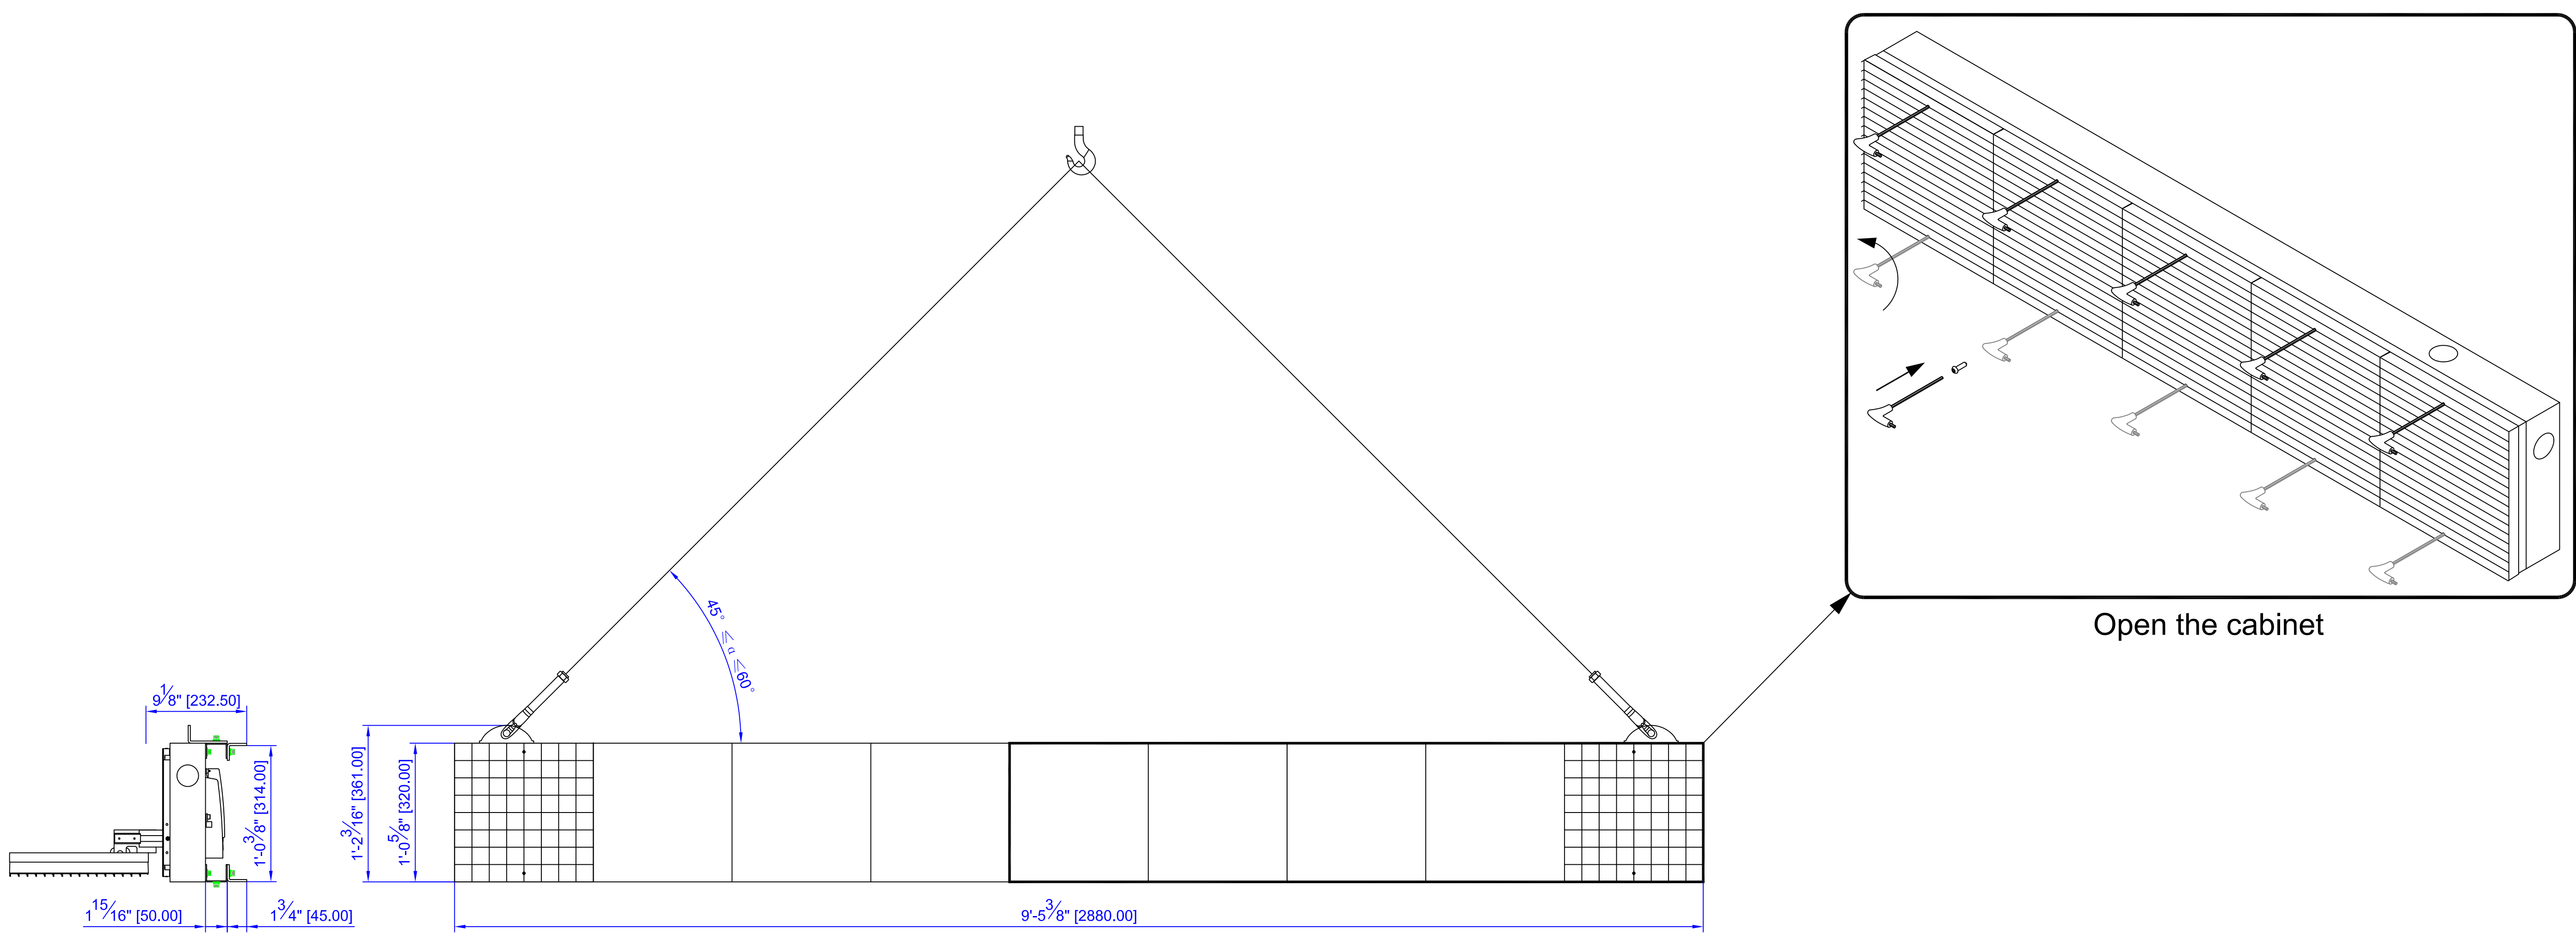 Open the cabinet
45° ≤ α ≤60°
9 1/8" [232.50]
1'-0 3/8" [314.00]
1'-2 3/16" [361.00]
1'-0 5/8" [320.00]
1 15/16" [50.00]
1 3/4" [45.00]
9'-5 3/8" [2880.00]